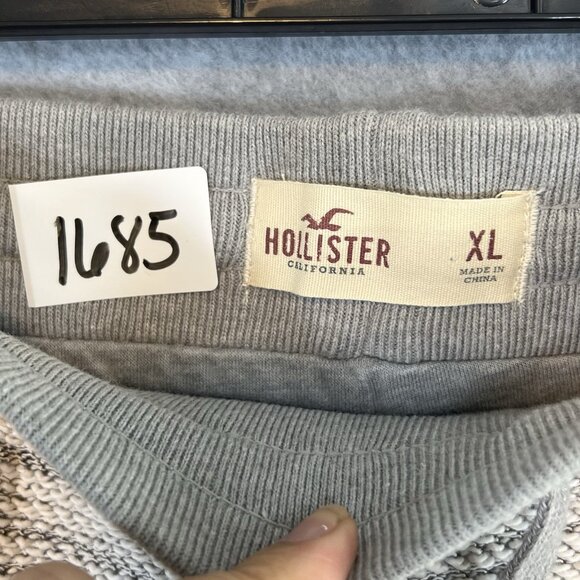 1685
HOLLISTER
CALIFORNIA
XL
MADE IN
CHINA